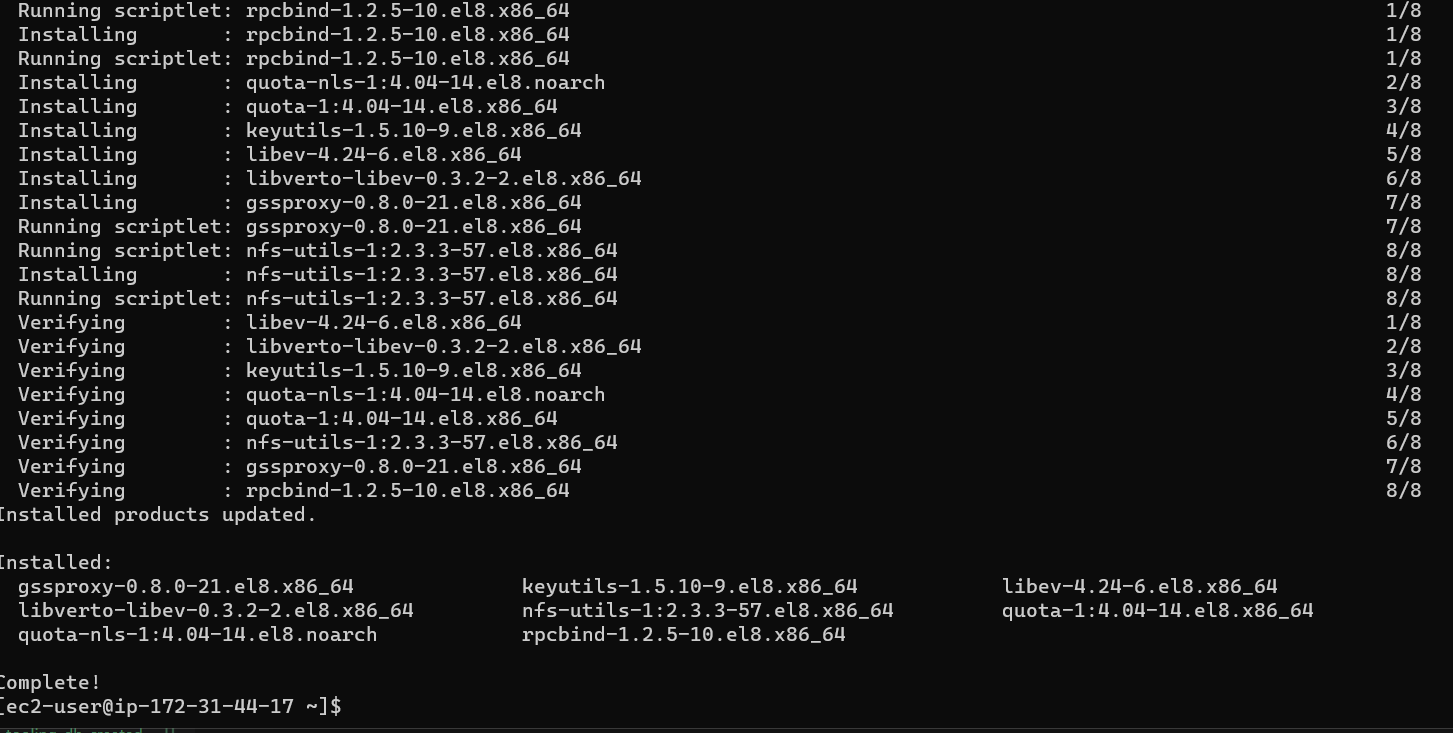 Running scriptlet: rpcbind-1.2.5-10.el8.x86_64 1/8
Installing : rpcbind-1.2.5-10.el8.x86_64 1/8
Running scriptlet: rpcbind-1.2.5-10.el8.x86_64 1/8
Installing : quota-nls-1:4.04-14.el8.noarch 2/8
Installing : quota-1:4.04-14.el8.x86_64 3/8
Installing : keyutils-1.5.10-9.el8.x86_64 4/8
Installing : libev-4.24-6.el8.x86_64 5/8
Installing : libverto-libev-0.3.2-2.el8.x86_64 6/8
Installing : gssproxy-0.8.0-21.el8.x86_64 7/8
Running scriptlet: gssproxy-0.8.0-21.el8.x86_64 7/8
Running scriptlet: nfs-utils-1:2.3.3-57.el8.x86_64 8/8
Installing : nfs-utils-1:2.3.3-57.el8.x86_64 8/8
Running scriptlet: nfs-utils-1:2.3.3-57.el8.x86_64 8/8
Verifying : libev-4.24-6.el8.x86_64 1/8
Verifying : libverto-libev-0.3.2-2.el8.x86_64 2/8
Verifying : keyutils-1.5.10-9.el8.x86_64 3/8
Verifying : quota-nls-1:4.04-14.el8.noarch 4/8
Verifying : quota-1:4.04-14.el8.x86_64 5/8
Verifying : nfs-utils-1:2.3.3-57.el8.x86_64 6/8
Verifying : gssproxy-0.8.0-21.el8.x86_64 7/8
Verifying : rpcbind-1.2.5-10.el8.x86_64 8/8
Installed products updated.
Installed:
gssproxy-0.8.0-21.el8.x86_64 keyutils-1.5.10-9.el8.x86_64 libev-4.24-6.el8.x86_64
libverto-libev-0.3.2-2.el8.x86_64 nfs-utils-1:2.3.3-57.el8.x86_64 quota-1:4.04-14.el8.x86_64
quota-nls-1:4.04-14.el8.noarch rpcbind-1.2.5-10.el8.x86_64
Complete!
[ec2-user@ip-172-31-44-17 ~]$